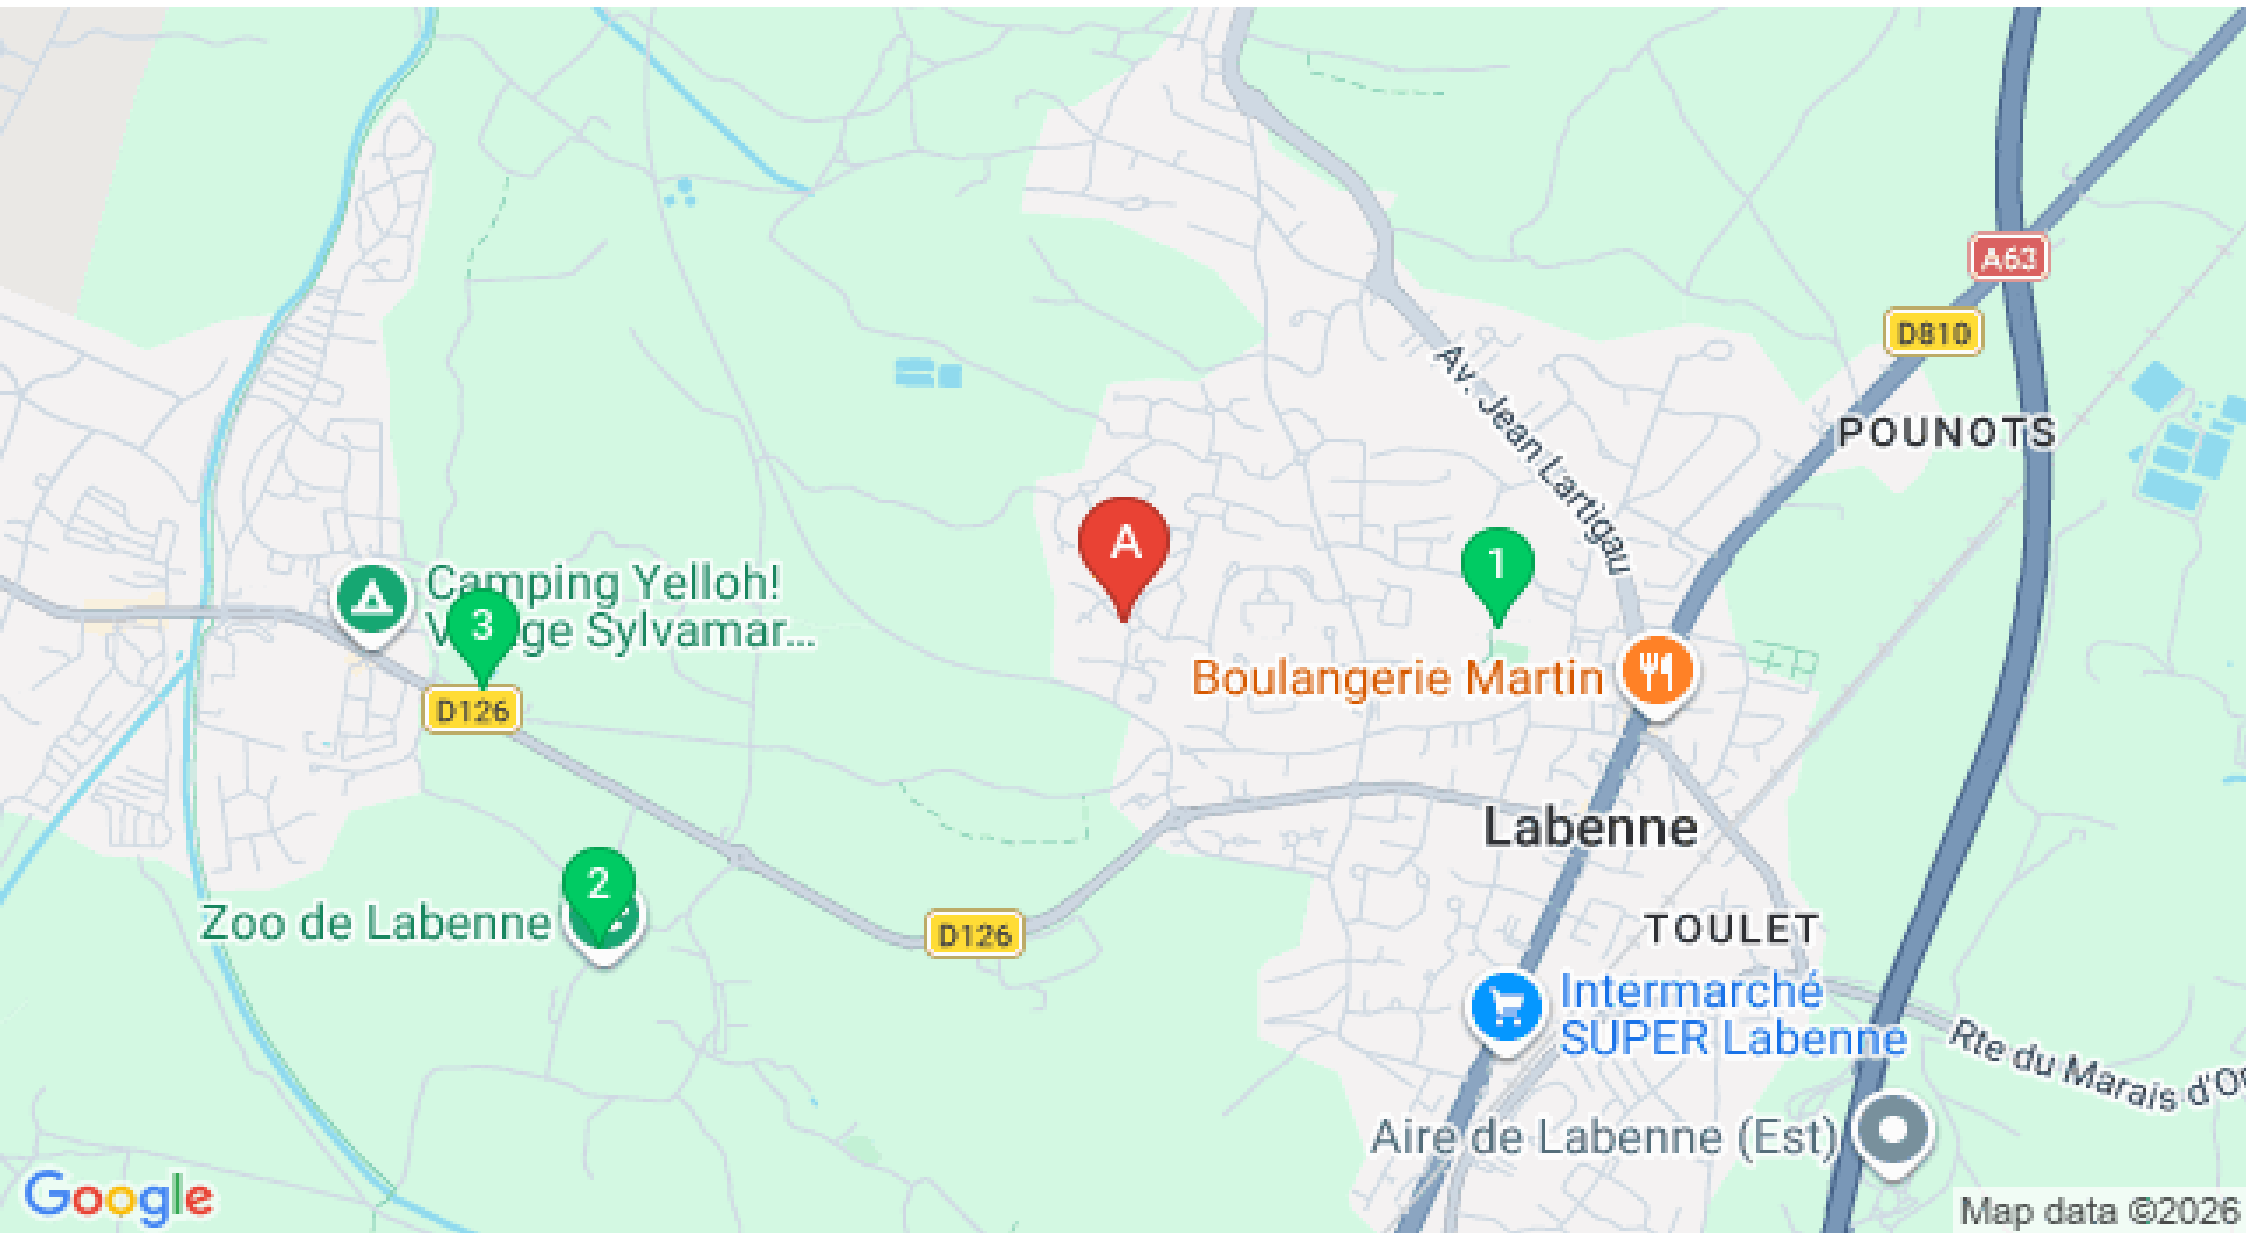 A63
D810
Av. Jean Lartigau
POUNOTS
A
1
Camping Yelloh!
3
Sylvamar...
Boulangerie Martin
D126
Labenne
2
Zoo de Labenne
D126
TOULET
Intermarché
SUPER Labenne
Rte du Marais
Aire de Labenne (Est)
Google
Map data ©2026